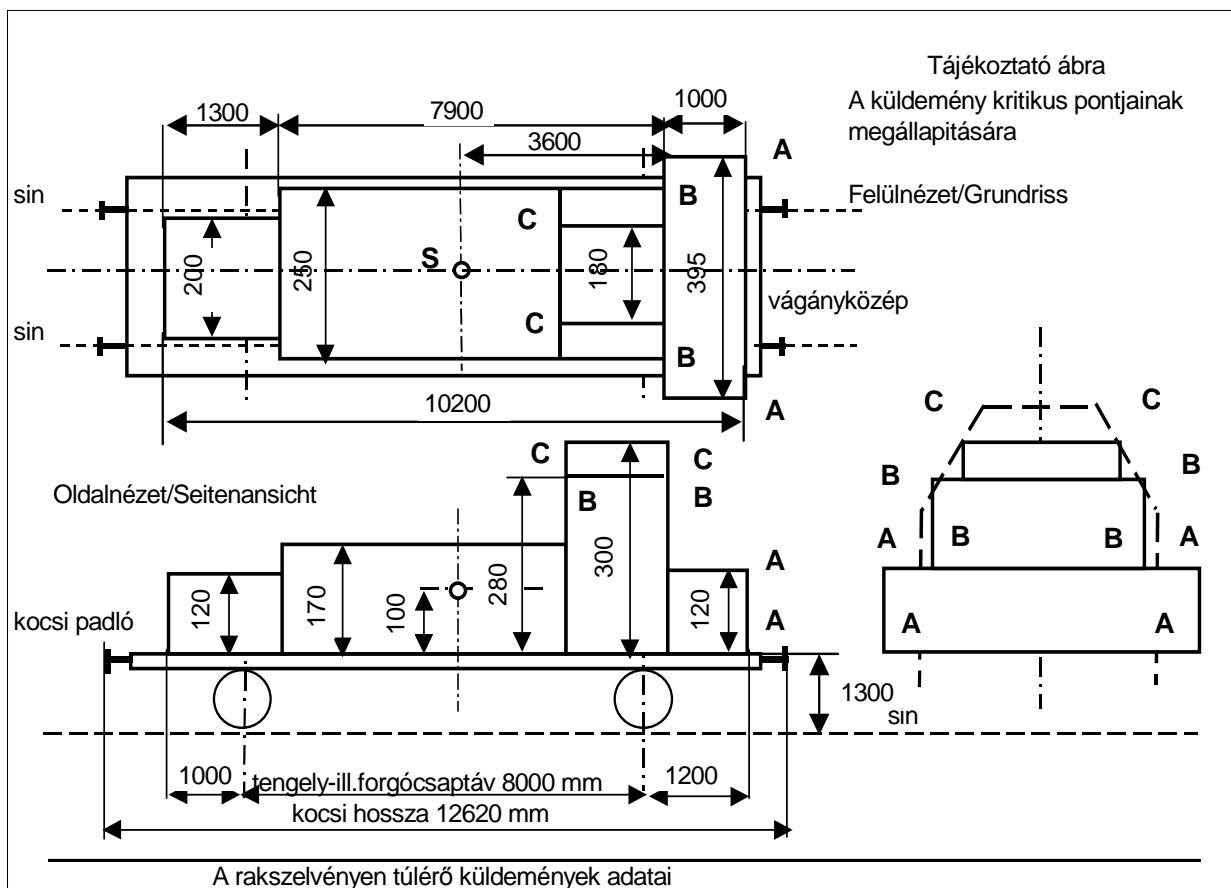 Tájékoztató ábra
A küldemény kritikus pontjainak
megállapitására
1300
7900
1000
3600
A
sin
B
Felülnézet/Grundriss
C
200
250
S
180
395
vágányközép
sin
C
B
10200
A
C
C
C
C
Oldalnézet/Seitenansicht
B
B
B
B
A
B
B
A
120
170
100
280
300
A
120
kocsi padló
A
A
A
1300
sin
1000
tengely-ill.forgócsaptáv 8000 mm
1200
kocsi hossza 12620 mm
A rakszelvényen túlérő küldemények adatai